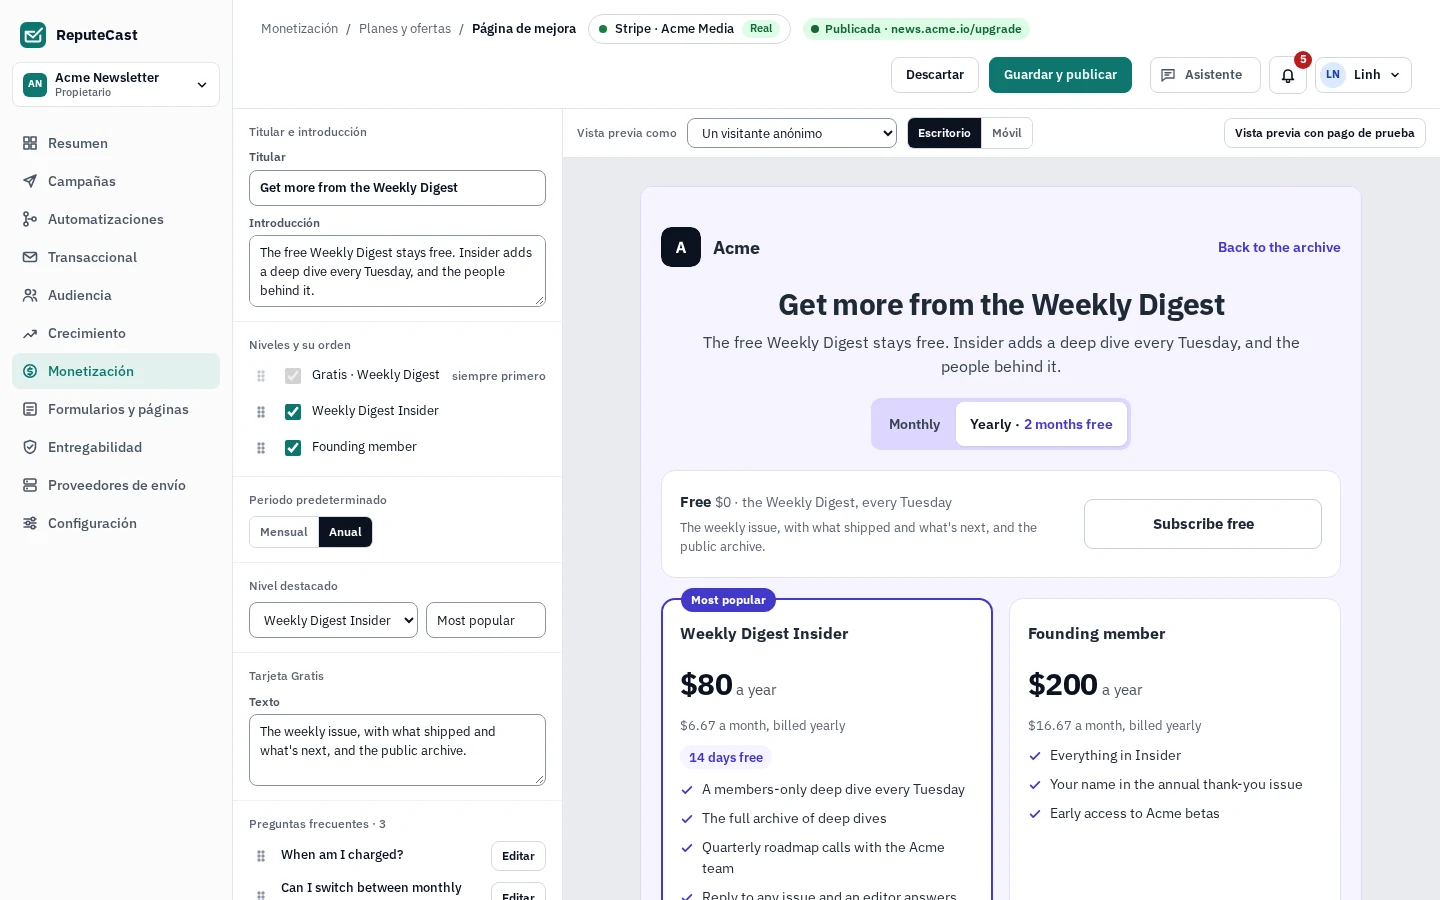 ReputeCast
AN
Acme Newsletter
Propietario
Resumen
Campañas
Automatizaciones
Transaccional
Audiencia
Crecimiento
Monetización
Formularios y páginas
Entregabilidad
Proveedores de envío
Configuración
Monetización / Planes y ofertas / Página de mejora
Stripe · Acme Media Real
Publicada · news.acme.io/upgrade
Descartar
Guardar y publicar
Asistente
5
LN
Linh
Titular e introducción
Titular
Get more from the Weekly Digest
Introducción
The free Weekly Digest stays free. Insider adds
a deep dive every Tuesday, and the people
behind it.
Niveles y su orden
Gratis · Weekly Digest siempre primero
Weekly Digest Insider
Founding member
Periodo predeterminado
Mensual Anual
Nivel destacado
Weekly Digest Insider Most popular
Tarjeta Gratis
Texto
The weekly issue, with what shipped and
what's next, and the public archive.
Preguntas frecuentes · 3
When am I charged? Editar
Can I switch between monthly Editar
Vista previa como Un visitante anónimo Escritorio Móvil
Vista previa con pago de prueba
A Acme
Back to the archive
Get more from the Weekly Digest
The free Weekly Digest stays free. Insider adds a deep dive every Tuesday, and the
people behind it.
Monthly Yearly · 2 months free
Free $0 · the Weekly Digest, every Tuesday
The weekly issue, with what shipped and what's next, and the
public archive.
Subscribe free
Most popular
Weekly Digest Insider
$80 a year
$6.67 a month, billed yearly
14 days free
A members-only deep dive every Tuesday
The full archive of deep dives
Quarterly roadmap calls with the Acme
team
Reply to any issue and an editor answers
Founding member
$200 a year
$16.67 a month, billed yearly
Everything in Insider
Your name in the annual thank-you issue
Early access to Acme betas